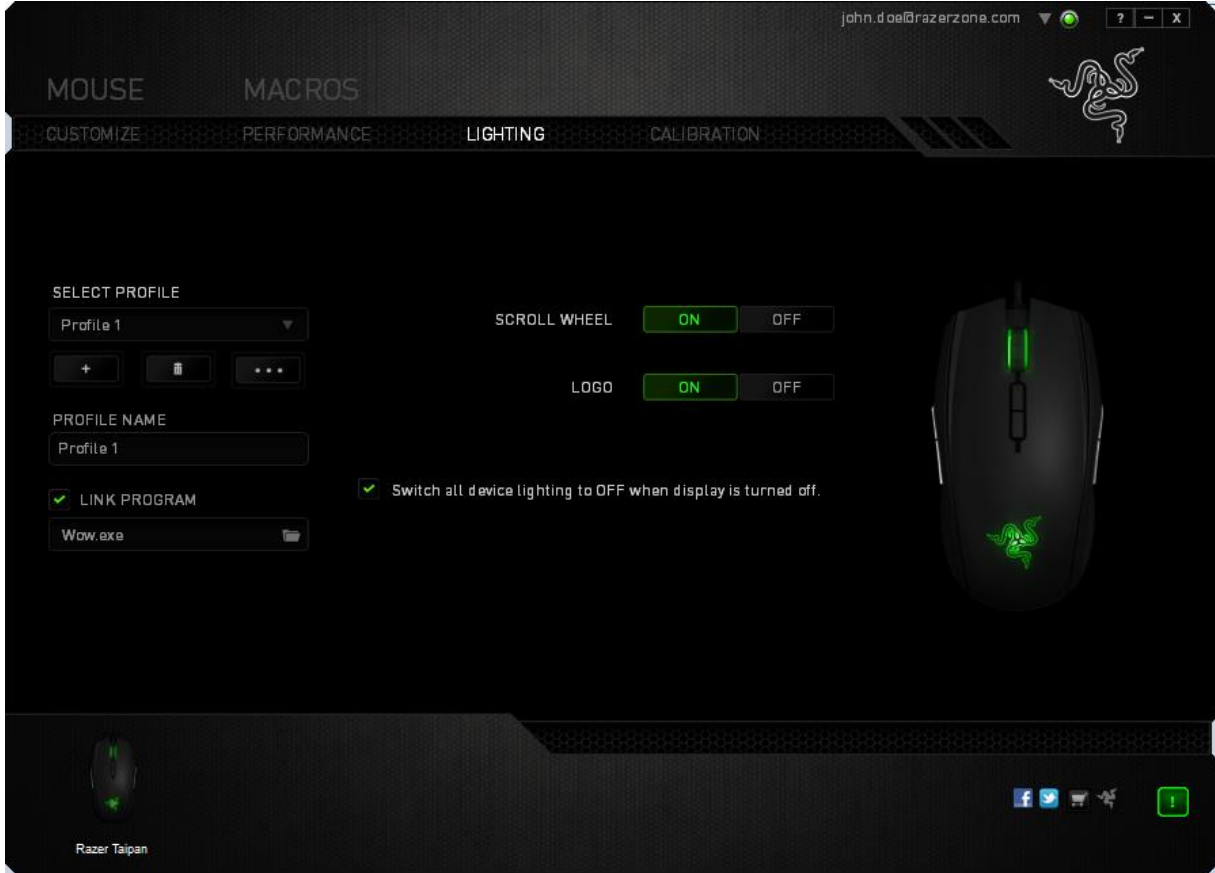 john.doe@razerzone.com ? - X
MOUSE MACROS
CUSTOMIZE PERFORMANCE LIGHTING CALIBRATION
SELECT PROFILE
Profile 1
+ •••
PROFILE NAME
Profile 1
LINK PROGRAM
Wow.exe
SCROLL WHEEL ON OFF
LOGO ON OFF
Switch all device lighting to OFF when display is turned off.
Razer Taipan
f
!